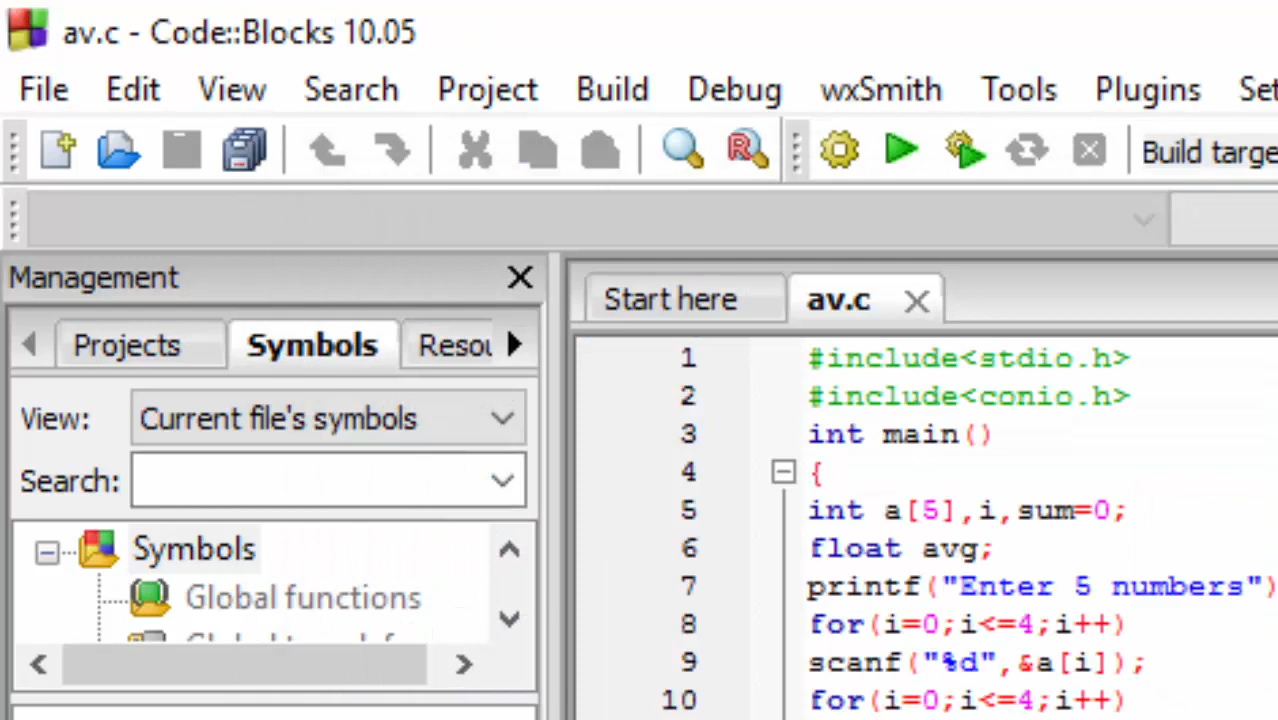 av.c - Code::Blocks 10.05
File Edit View Search Project Build Debug wxSmith Tools Plugins
Build
Management
Start here av.c
Projects Symbols
View: Current file's symbols
Search:
Symbols
Global functions
1 #include<stdio.h>
2 #include<conio.h>
3 int main()
4 {
5 int a[5],i,sum=0;
6 float avg;
7 printf("Enter 5 numbers")
8 for(i=0;i<=4;i++)
9 scanf("%d",&a[i]);
10 for(i=0;i<=4;i++)